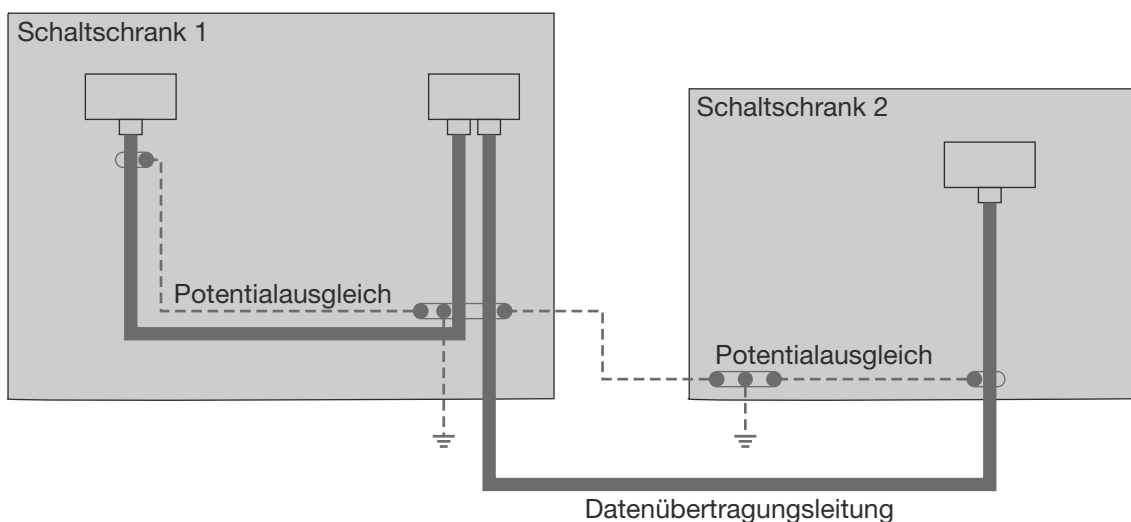 Schaltschrank 1
Schaltschrank 2
Potentialausgleich
Potentialausgleich
Datenübertragungsleitung